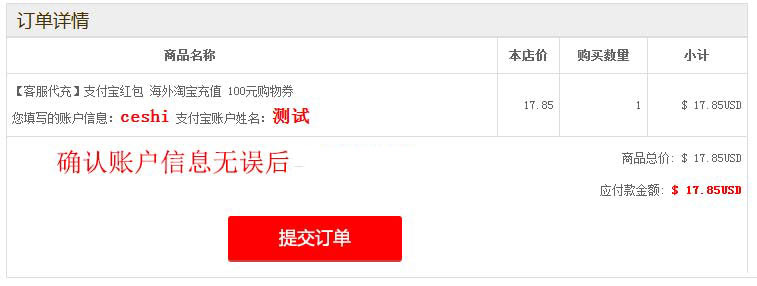 订单详情
商品名称 本店价 购买数量 小计
【客服代充】支付宝红包 海外淘宝充值 100元购物券
您填写的账户信息: ceshi 支付宝账户姓名: 测试
17.85 1 $ 17.85USD
确认账户信息无误后
商品总价: $ 17.85USD
应付款金额: $ 17.85USD
提交订单